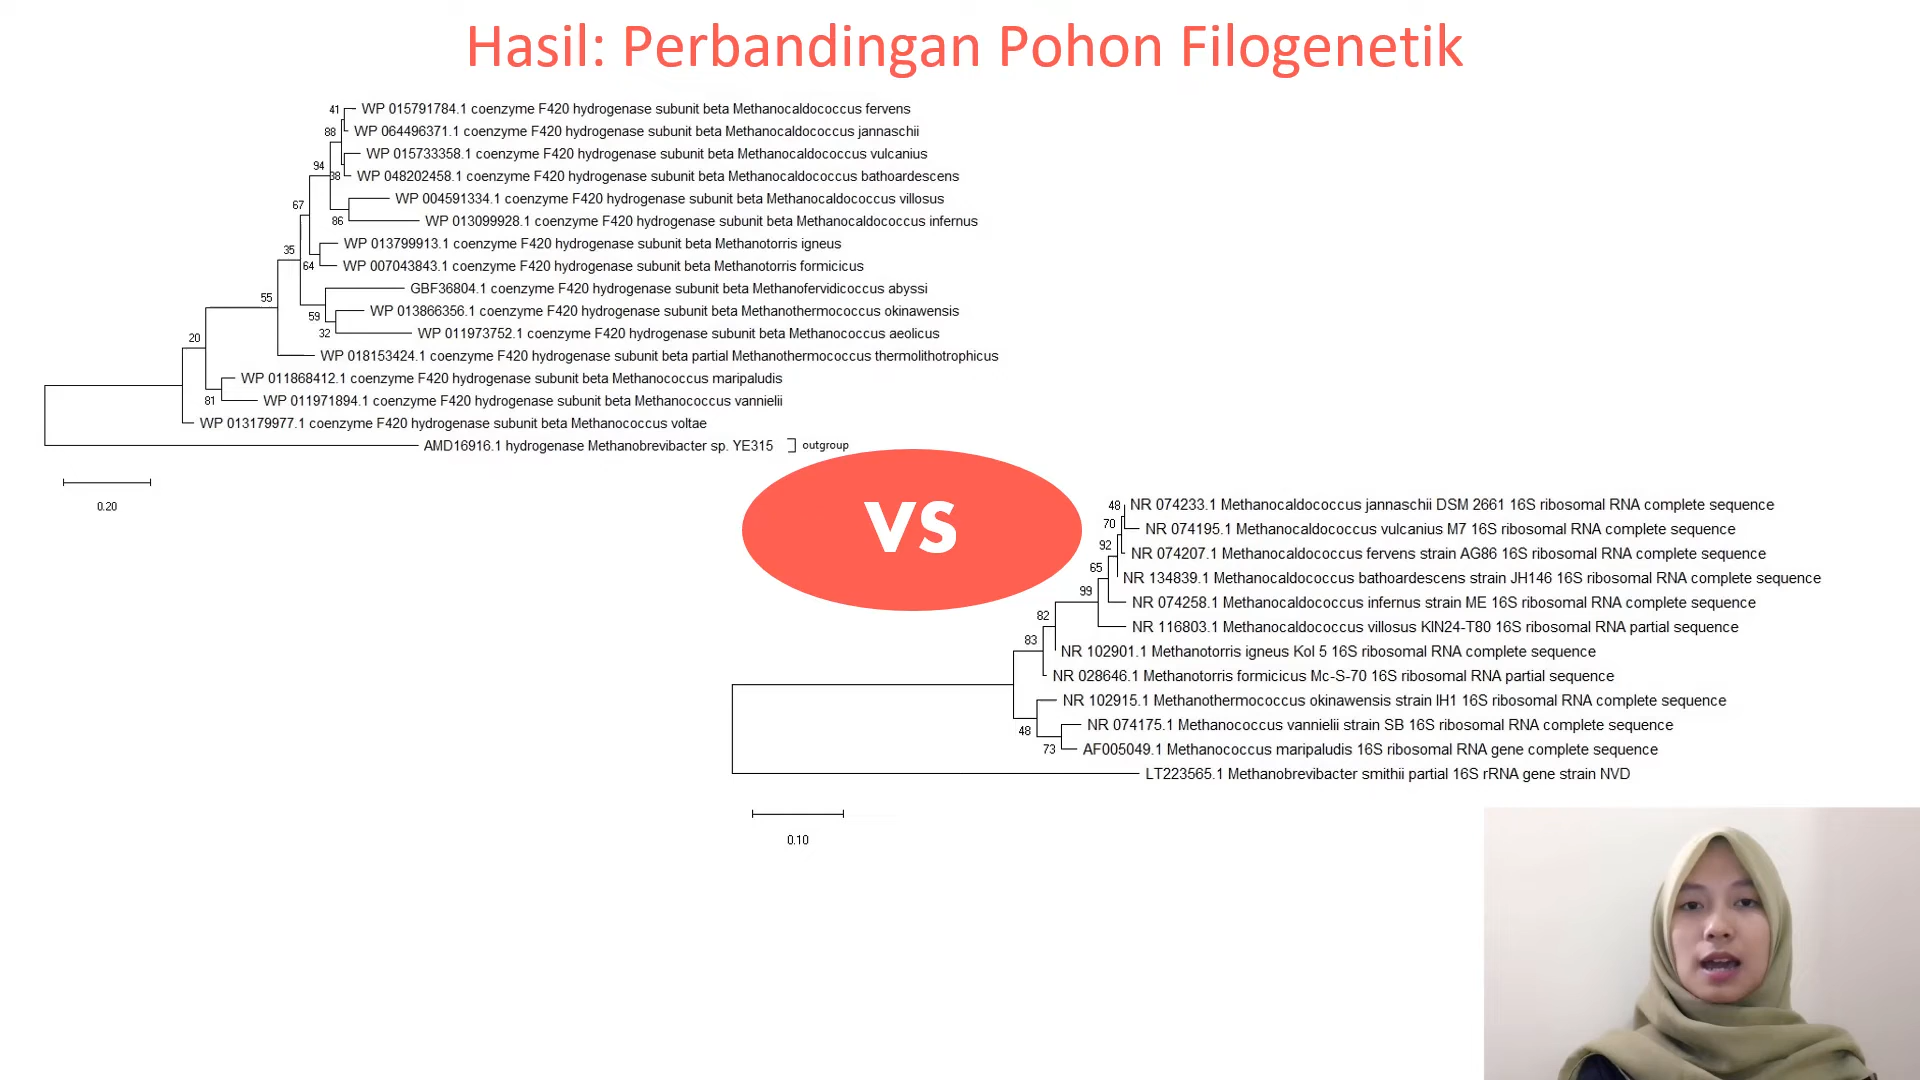 Hasil: Perbandingan Pohon Filogenetik
41
WP 015791784.1 coenzyme F420 hydrogenase subunit beta Methanocaldococcus fervens
88
WP 064496371.1 coenzyme F420 hydrogenase subunit beta Methanocaldococcus jannaschii
WP 015733358.1 coenzyme F420 hydrogenase subunit beta Methanocaldococcus vulcanius
94
38
WP 048202458.1 coenzyme F420 hydrogenase subunit beta Methanocaldococcus bathoardescens
WP 004591334.1 coenzyme F420 hydrogenase subunit beta Methanocaldococcus villosus
67
86
WP 013099928.1 coenzyme F420 hydrogenase subunit beta Methanocaldococcus infernus
WP 013799913.1 coenzyme F420 hydrogenase subunit beta Methanotorris igneus
35
64
WP 007043843.1 coenzyme F420 hydrogenase subunit beta Methanotorris formicicus
GBF36804.1 coenzyme F420 hydrogenase subunit beta Methanofervidicoccus abyssi
55
59
WP 013866356.1 coenzyme F420 hydrogenase subunit beta Methanothermococcus okinawensis
32
WP 011973752.1 coenzyme F420 hydrogenase subunit beta Methanococcus aeolicus
20
WP 018153424.1 coenzyme F420 hydrogenase subunit beta partial Methanothermococcus thermolithotrophicus
WP 011868412.1 coenzyme F420 hydrogenase subunit beta Methanococcus maripaludis
81
WP 011971894.1 coenzyme F420 hydrogenase subunit beta Methanococcus vannielii
WP 013179977.1 coenzyme F420 hydrogenase subunit beta Methanococcus voltae
AMD16916.1 hydrogenase Methanobrevibacter sp. YE315 outgroup
0.20
VS
48
NR 074233.1 Methanocaldococcus jannaschii DSM 2661 16S ribosomal RNA complete sequence
70
NR 074195.1 Methanocaldococcus vulcanius M7 16S ribosomal RNA complete sequence
92
NR 074207.1 Methanocaldococcus fervens strain AG86 16S ribosomal RNA complete sequence
65
NR 134839.1 Methanocaldococcus bathoardescens strain JH146 16S ribosomal RNA complete sequence
99
NR 074258.1 Methanocaldococcus infernus strain ME 16S ribosomal RNA complete sequence
82
NR 116803.1 Methanocaldococcus villosus KIN24-T80 16S ribosomal RNA partial sequence
83
NR 102901.1 Methanotorris igneus Kol 5 16S ribosomal RNA complete sequence
NR 028646.1 Methanotorris formicicus Mc-S-70 16S ribosomal RNA partial sequence
NR 102915.1 Methanothermococcus okinawensis strain IH1 16S ribosomal RNA complete sequence
48
NR 074175.1 Methanococcus vannielii strain SB 16S ribosomal RNA complete sequence
73
AF005049.1 Methanococcus maripaludis 16S ribosomal RNA gene complete sequence
LT223565.1 Methanobrevibacter smithii partial 16S rRNA gene strain NVD
0.10